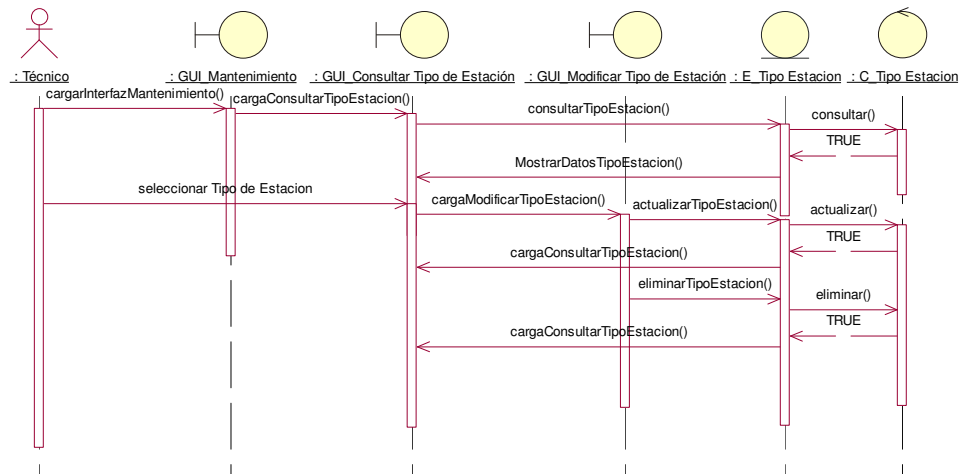 : Técnico
: GUI_Mantenimiento
: GUI_Consultar Tipo de Estación
: GUI_Modificar Tipo de Estación
: E_Tipo Estacion
: C_Tipo Estacion
cargarInterfazMantenimiento()
cargaConsultarTipoEstacion()
consultarTipoEstacion()
consultar()
TRUE
MostrarDatosTipoEstacion()
seleccionar Tipo de Estacion
cargaModificarTipoEstacion()
actualizarTipoEstacion()
actualizar()
TRUE
cargaConsultarTipoEstacion()
eliminarTipoEstacion()
eliminar()
TRUE
cargaConsultarTipoEstacion()